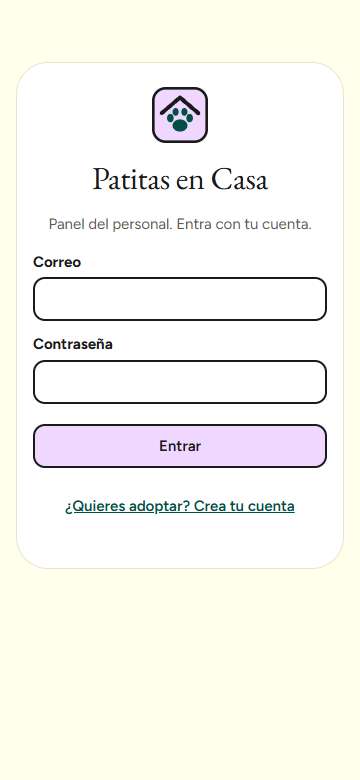 Patitas en Casa
Panel del personal. Entra con tu cuenta.
Correo
Contraseña
Entrar
¿Quieres adoptar? Crea tu cuenta